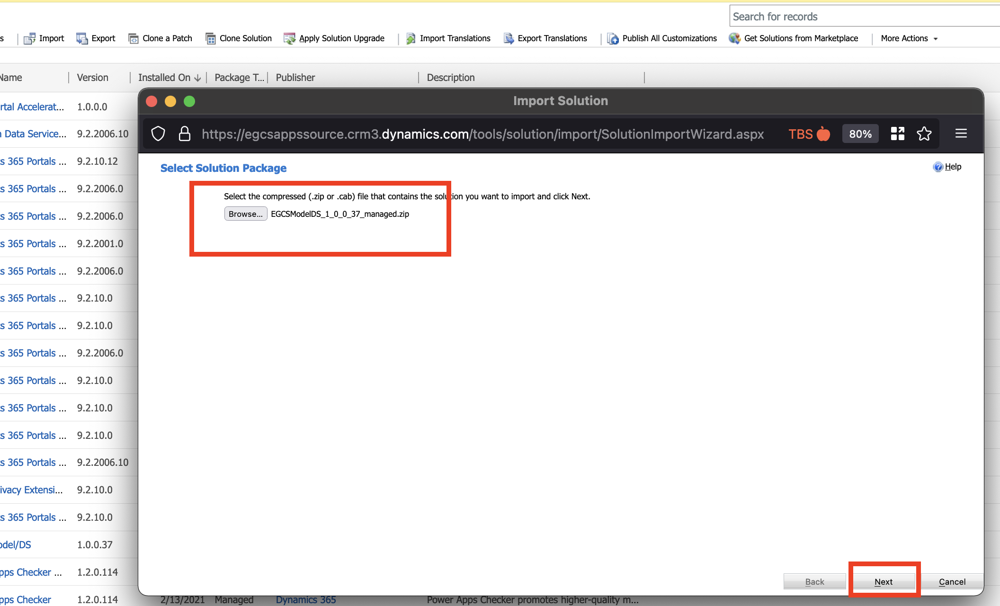 Search for records
s Import Export Clone a Patch Clone Solution Apply Solution Upgrade Import Translations Export Translations Publish All Customizations Get Solutions from Marketplace More Actions
Name Version Installed On Package T... Publisher Description
Import Solution
https://egcsappssource.crm3.dynamics.com/tools/solution/import/SolutionImportWizard.aspx TBS 80%
Select Solution Package
Help
Select the compressed (.zip or .cab) file that contains the solution you want to import and click Next.
Browse... EGCSModelDS_1_0_0_37_managed.zip
rtal Accelerat... 1.0.0.0
n Data Service... 9.2.2006.10
s 365 Portals ... 9.2.10.12
s 365 Portals ... 9.2.2006.0
s 365 Portals ... 9.2.2006.0
s 365 Portals ... 9.2.2001.0
s 365 Portals ... 9.2.2006.0
s 365 Portals ... 9.2.10.0
s 365 Portals ... 9.2.10.0
s 365 Portals ... 9.2.2006.0
s 365 Portals ... 9.2.10.0
s 365 Portals ... 9.2.10.0
s 365 Portals ... 9.2.10.0
s 365 Portals ... 9.2.2006.10
ivacy Extensi... 9.2.10.0
s 365 Portals ... 9.2.10.0
odel/DS 1.0.0.37
pps Checker ... 1.2.0.114
Back Next Cancel
pps Checker 1.2.0.114 2/13/2021 Managed Dynamics 365 Power Apps Checker promotes higher-quality m...